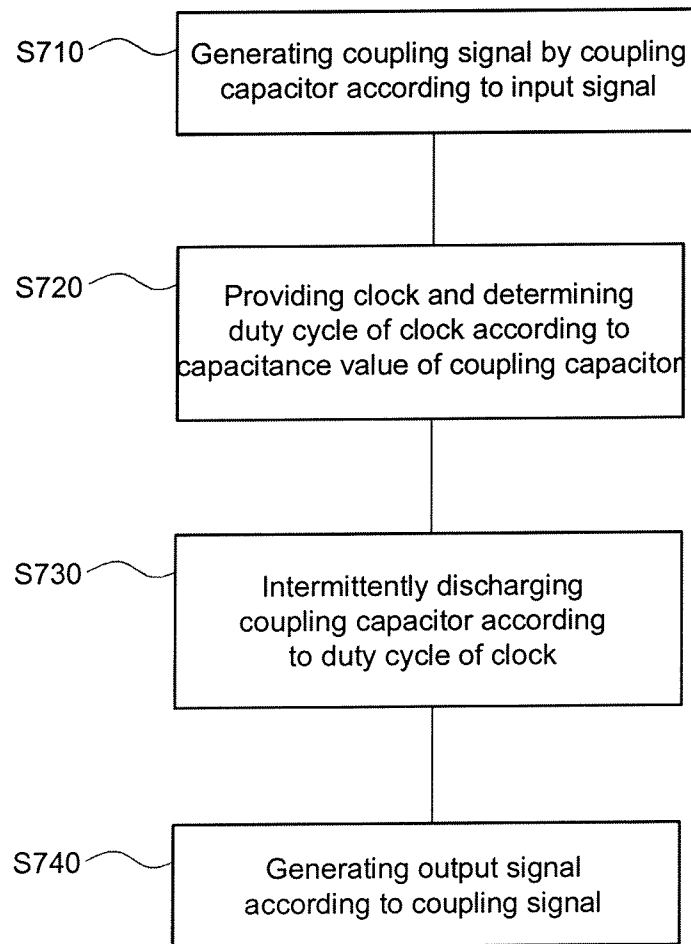 S710
Generating coupling signal by coupling
capacitor according to input signal
S720
Providing clock and determining
duty cycle of clock according to
capacitance value of coupling capacitor
S730
Intermittently discharging
coupling capacitor according
to duty cycle of clock
S740
Generating output signal
according to coupling signal